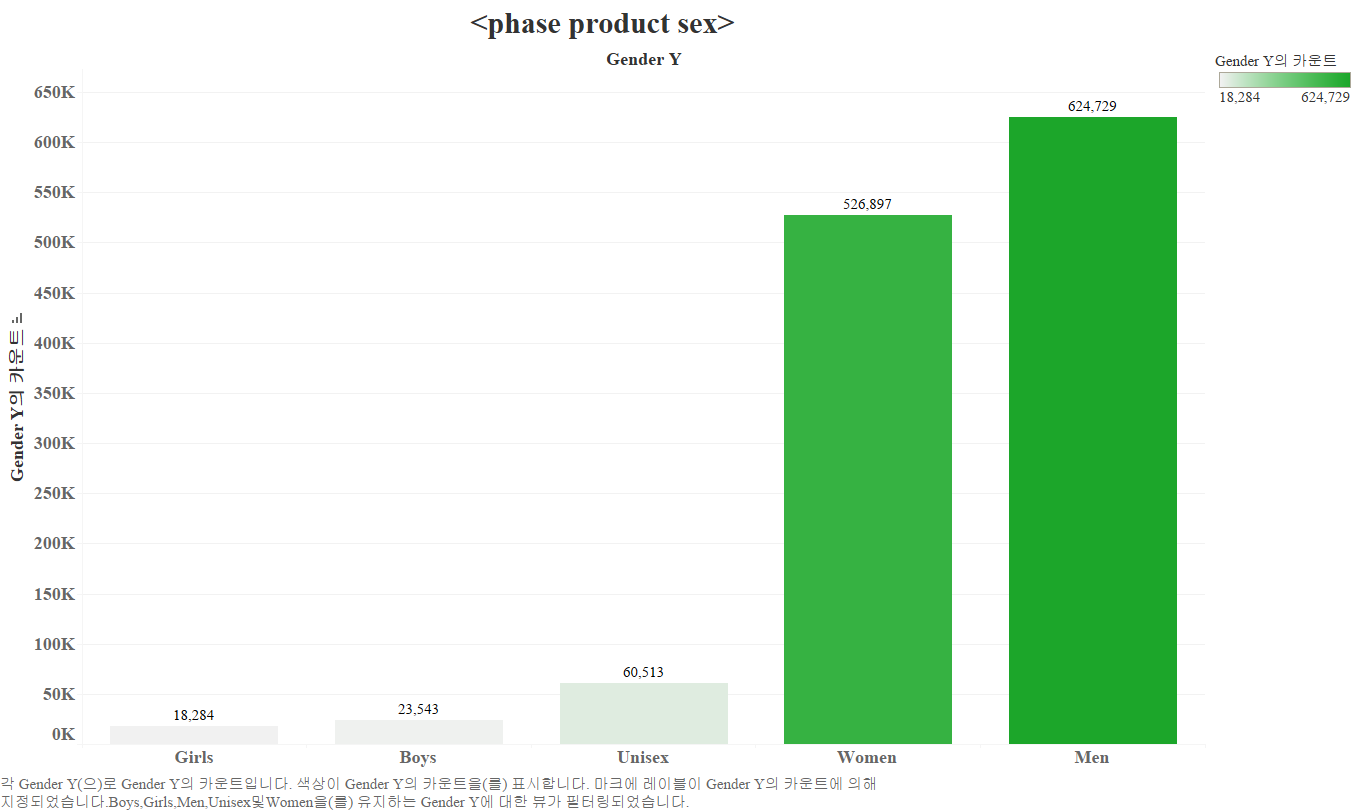 <phase product sex>
Gender Y
Gender Y의 카운트
18,284 624,729
650K
600K
550K
500K
450K
400K
350K
300K
250K
200K
150K
100K
50K
0K
Gender Y의 카운트
18,284
23,543
60,513
526,897
624,729
Girls
Boys
Unisex
Women
Men
각 Gender Y(으)로 Gender Y의 카운트입니다. 색상이 Gender Y의 카운트을(를) 표시합니다. 마크에 레이블이 Gender Y의 카운트에 의해
지정되었습니다.Boys,Girls,Men,Unisex및Women을(를) 유지하는 Gender Y에 대한 뷰가 필터링되었습니다.